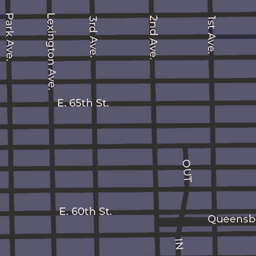 Park Ave.
Lexington Ave.
3rd Ave.
2nd Ave.
1st Ave.
E. 65th St.
OUT
E. 60th St.
Queensb
IN